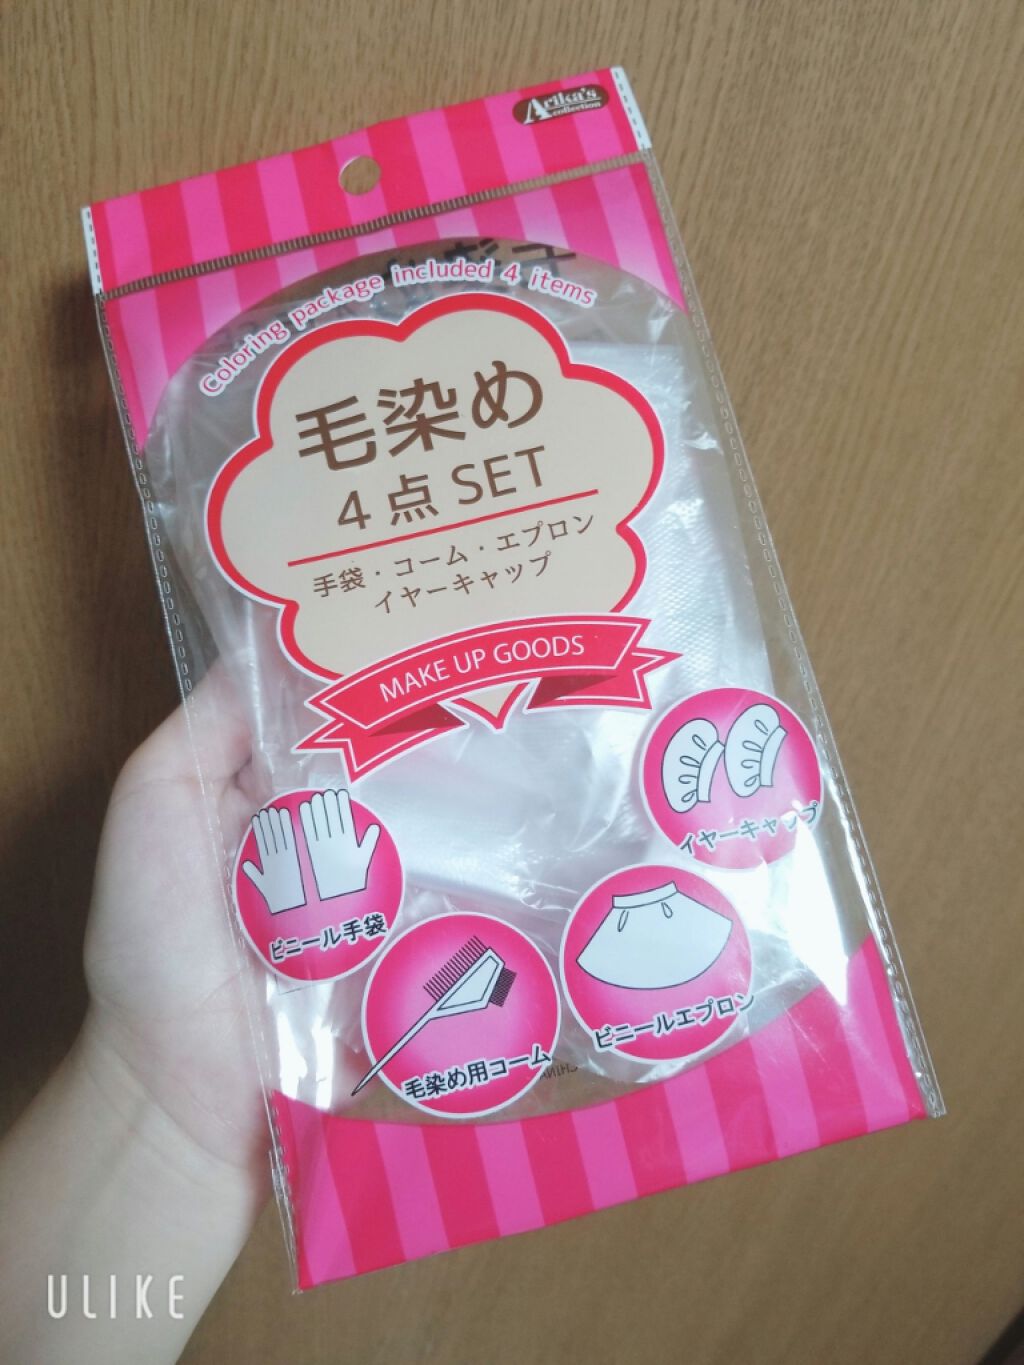 Arika's
collection
Coloring package included 4 items
毛染め
4点 SET
手袋・コーム・エプロン
イヤーキャップ
MAKE UP GOODS
イヤーキャップ
ビニール手袋
毛染め用コーム
ビニールエプロン
ULIKE